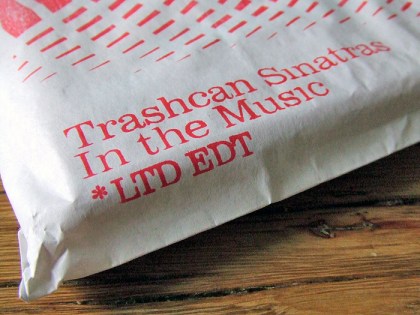 Trashcan Sinatras
In the Music
*LTD EDT